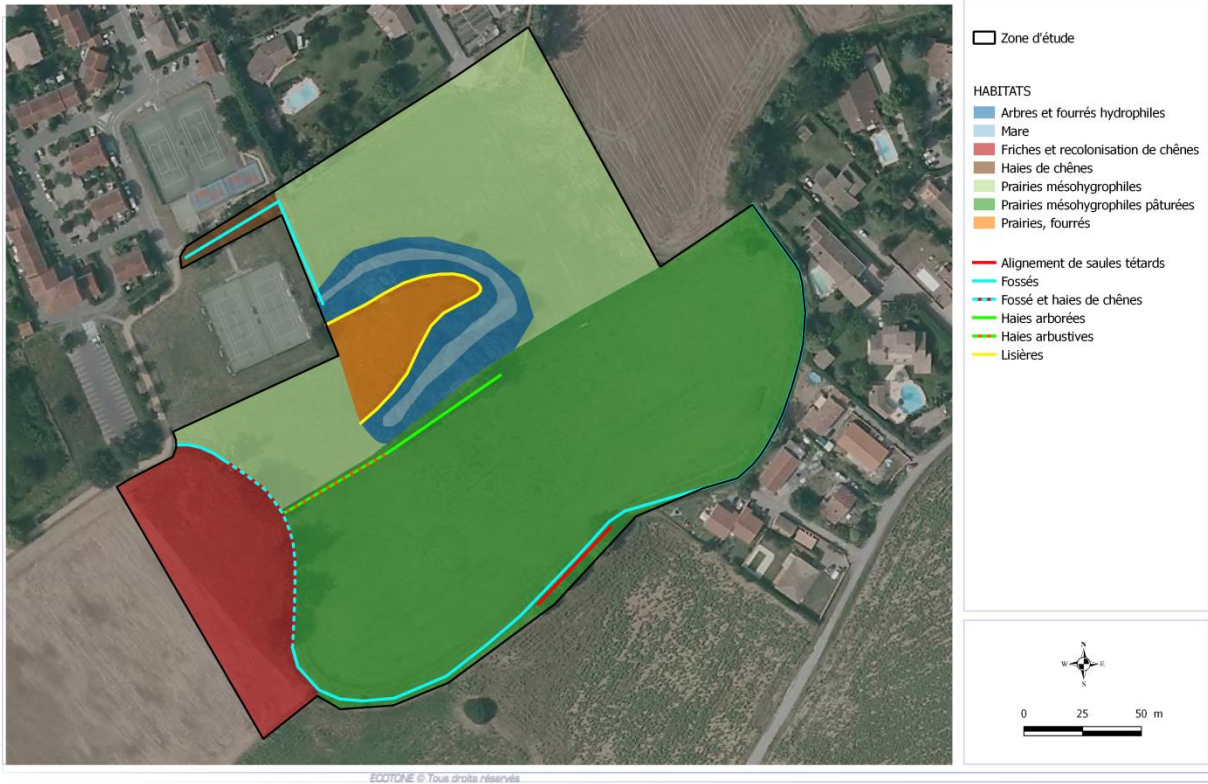 Zone d'étude
HABITATS
Arbres et fourrés hydrophiles
Mare
Friches et recolonisation de chênes
Haies de chênes
Prairies mésohygrophiles
Prairies mésohygrophiles pâturées
Prairies, fourrés
Alignement de saules tétards
Fossés
Fossé et haies de chênes
Haies arborées
Haies arbustives
Lisières
N
W E
S
0 25 50 m
ECOTONE © Tous droits réservés